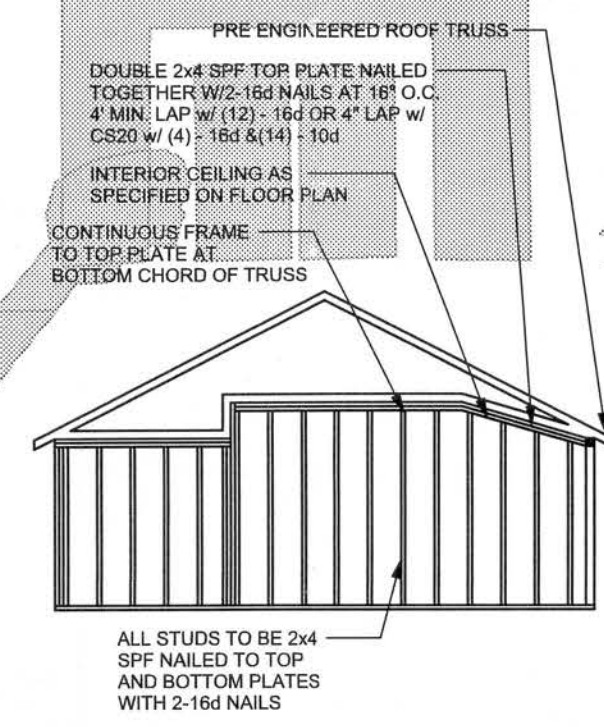 PRE ENGINEERED ROOF TRUSS
DOUBLE 2x4 SPF TOP PLATE NAILED
TOGETHER W/2-16d NAILS AT 16" O.C.
4' MIN. LAP w/ (12) - 16d OR 4" LAP w/
CS20 w/ (4) - 16d &(14) - 10d
INTERIOR CEILING AS
SPECIFIED ON FLOOR PLAN
CONTINUOUS FRAME
TO TOP PLATE AT
BOTTOM CHORD OF TRUSS
ALL STUDS TO BE 2x4
SPF NAILED TO TOP
AND BOTTOM PLATES
WITH 2-16d NAILS